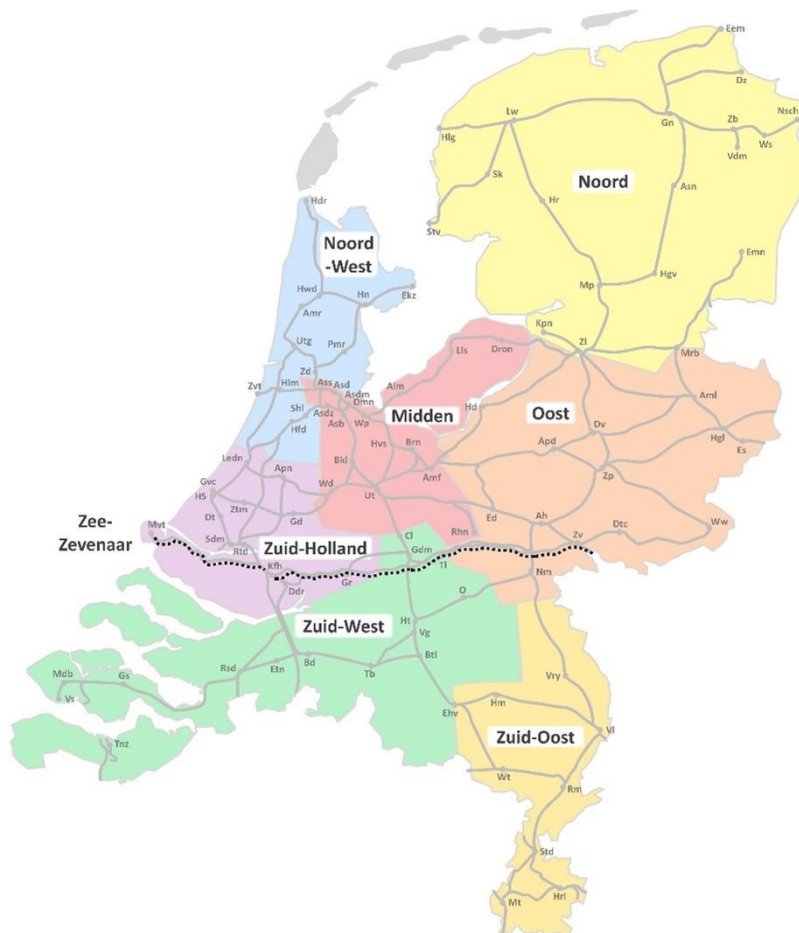 Eem
Dz
Nsch
Lw
Gn
Zb
Hlg
Ws
Vdm
Sk
Noord
Asn
Hdr
Hr
Stv
Noord
-West
Emn
Hgv
Hwd
Hn
Ekz
Mp
Amr
Kpn
Utg
Pmr
Lls
Dron
Zl
Mrb
Zd
Zvt
Hlm
Ass
Asd
Asdm
Dmn
Alm
Aml
Shl
Asdz
Asb
Wp
Midden
Hd
Oost
Hfd
Dv
Hgl
Es
Hvs
Brn
Apd
Ledn
Bkl
Amf
Zp
Apn
Gvc
HS
Wd
Ut
Ztm
Dt
Gd
Ed
Ah
Zee-
Zevenaar
Mvt
Rhn
Zv
Dtc
Ww
Sdm
Rtd
Zuid-Holland
Cl
Gdm
Kfh
Tl
Gr
Nm
Ddr
O
Zuid-West
Ht
Vg
Rsd
Etn
Bd
Tb
Btl
Mdb
Gs
Vs
Vry
Ehv
Hm
Tnz
Zuid-Oost
Vl
Wt
Rm
Std
Mt
Hrl